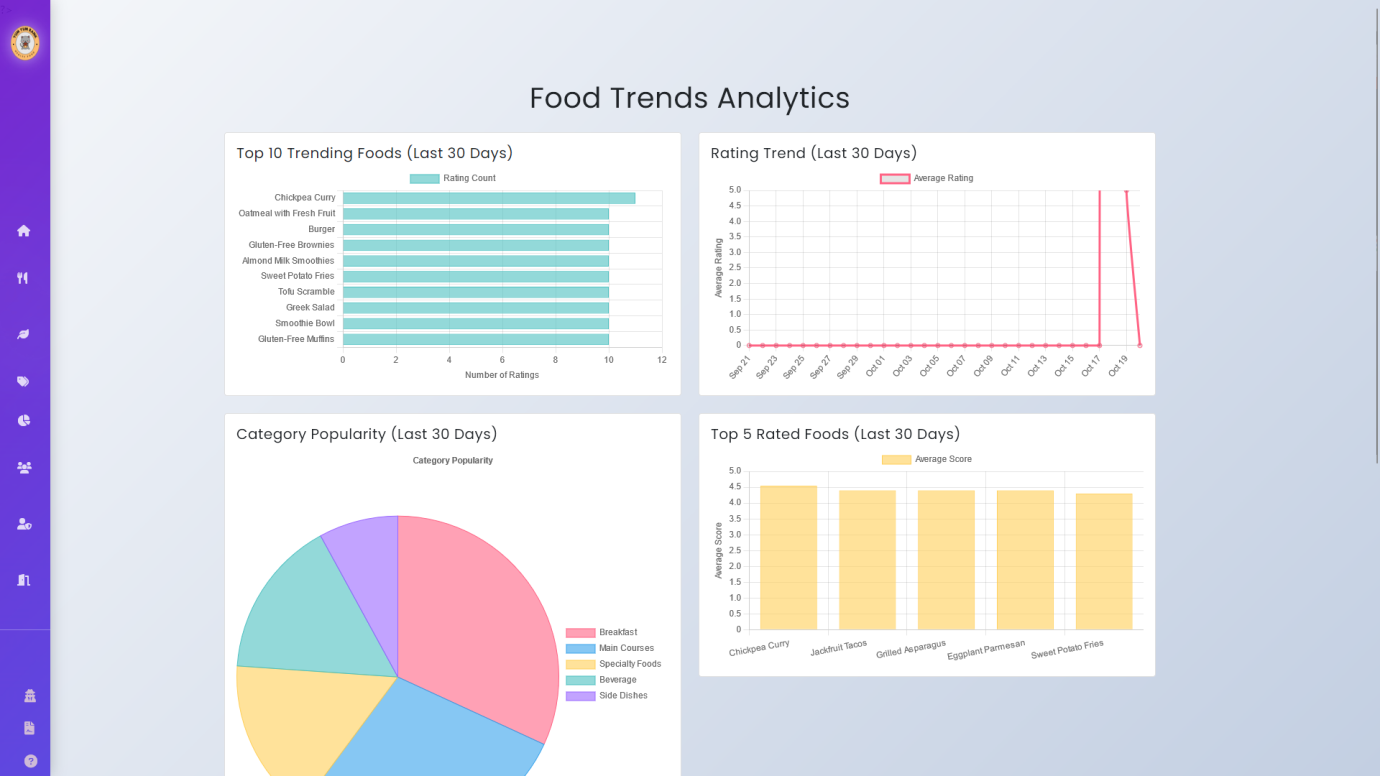 Food Trends Analytics
Top 10 Trending Foods (Last 30 Days)
Rating Count
Chickpea Curry
Oatmeal with Fresh Fruit
Burger
Gluten-Free Brownies
Almond Milk Smoothies
Sweet Potato Fries
Tofu Scramble
Greek Salad
Smoothie Bowl
Gluten-Free Muffins
0 2 4 6 8 10 12
Number of Ratings
Rating Trend (Last 30 Days)
Average Rating
5.0
4.5
4.0
3.5
3.0
2.5
2.0
1.5
1.0
0.5
0
Average Rating
Sep 21 Sep 23 Sep 25 Sep 27 Sep 29 Oct 01 Oct 03 Oct 05 Oct 07 Oct 09 Oct 11 Oct 13 Oct 15 Oct 17 Oct 19
Category Popularity (Last 30 Days)
Category Popularity
Breakfast
Main Courses
Specialty Foods
Beverage
Side Dishes
Top 5 Rated Foods (Last 30 Days)
Average Score
5.0
4.5
4.0
3.5
3.0
2.5
2.0
1.5
1.0
0.5
0
Average Score
Chickpea Curry Jackfruit Tacos Grilled Asparagus Eggplant Parmesan Sweet Potato Fries